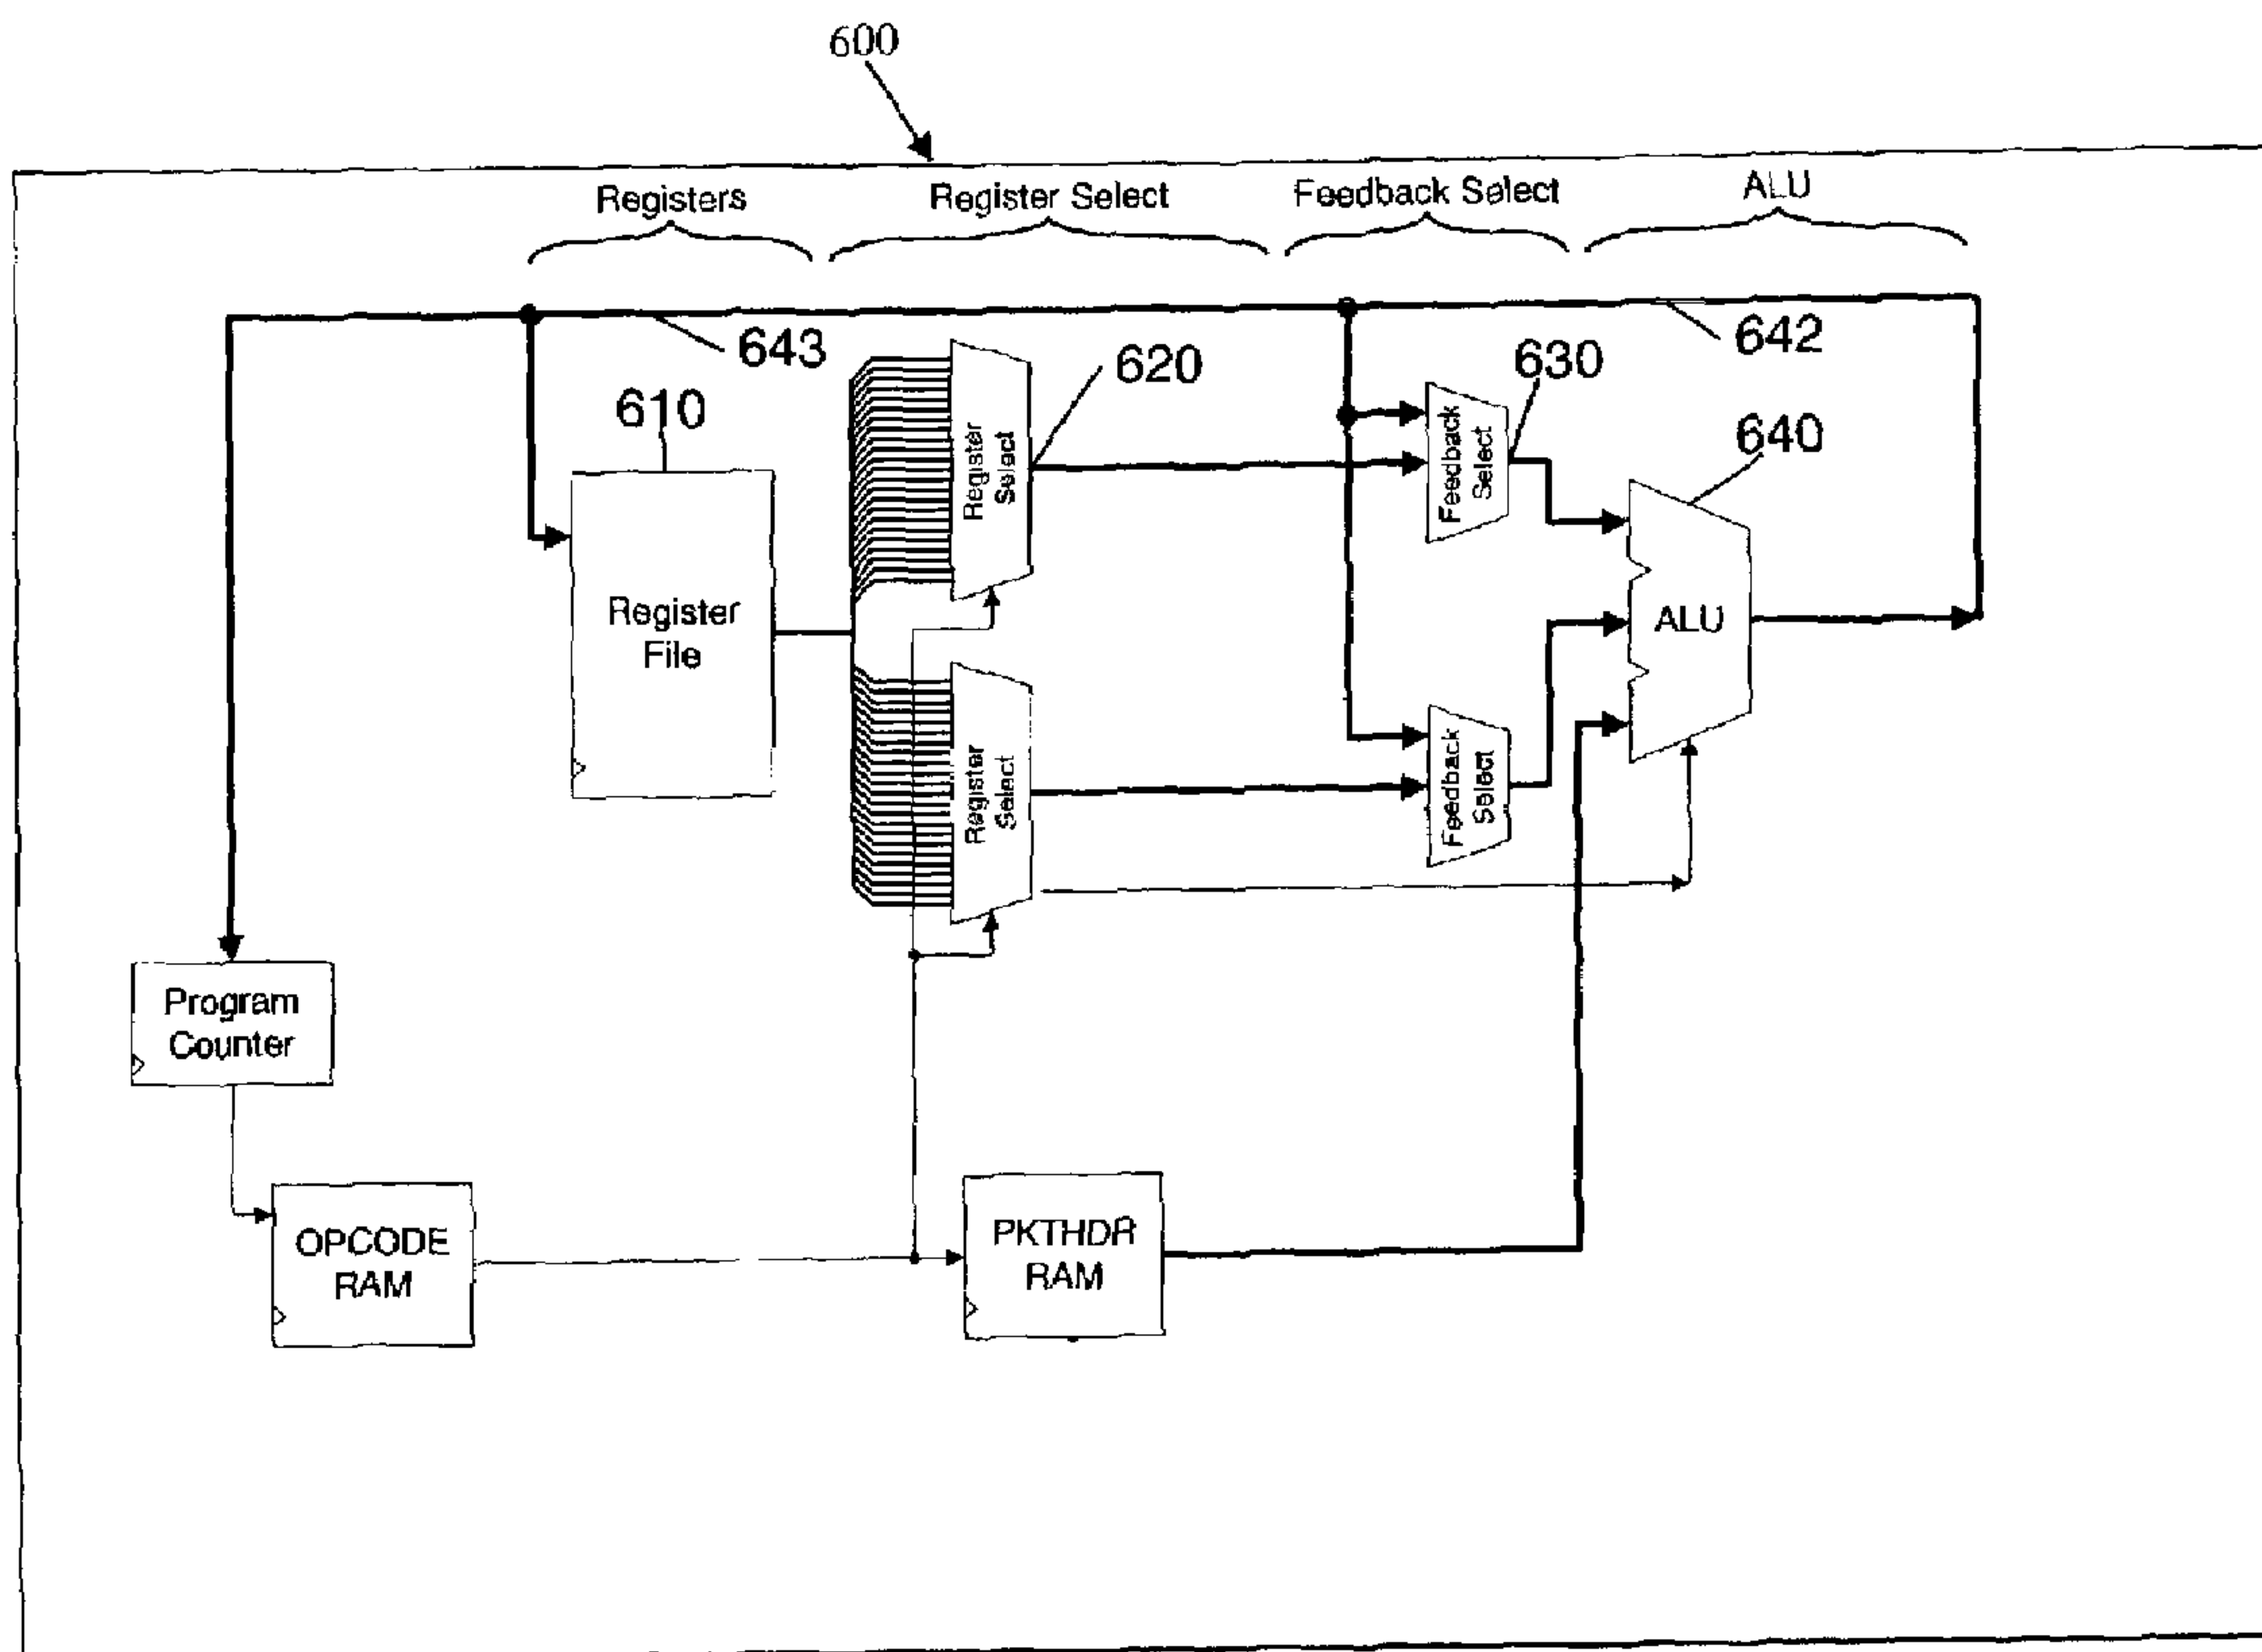 600
Registers
Register Select
Feedback Select
ALU
643
642
620
630
610
640
Register
Select
Feedback
Select
Register
File
ALU
Register
Select
Feedback
Select
Program
Counter
OPCODE
RAM
PKTHDR
RAM